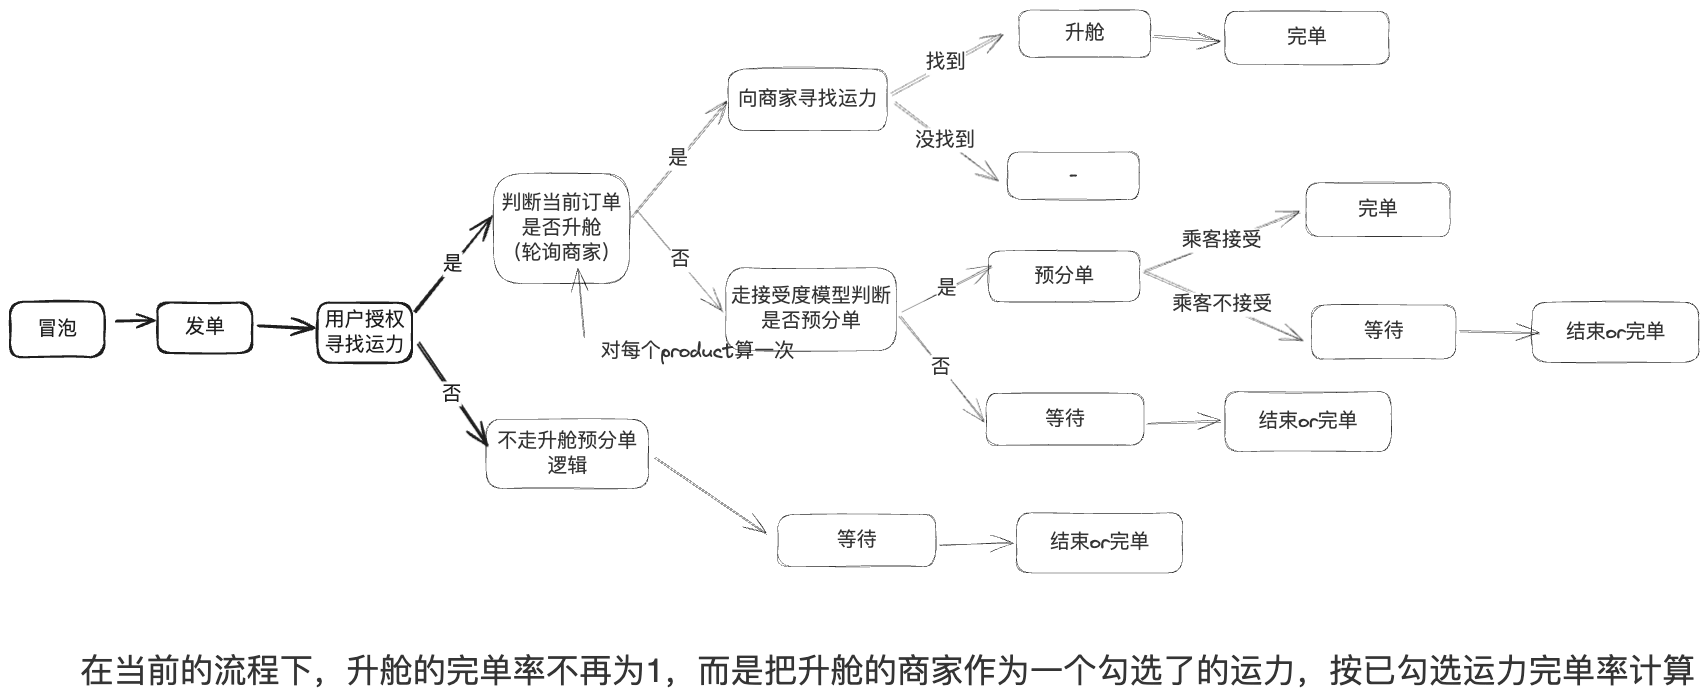 冒泡
发单
用户授权
寻找运力
是
否
判断当前订单
是否升舱
（轮询商家）
对每个product算一次
不走升舱预分单
逻辑
等待
结束or完单
是
否
向商家寻找运力
找到
没找到
升舱
完单
-
走接受度模型判断
是否预分单
是
否
预分单
乘客接受
乘客不接受
完单
等待
结束or完单
等待
结束or完单
在当前的流程下，升舱的完单率不再为1，而是把升舱的商家作为一个勾选了的运力，按已勾选运力完单率计算